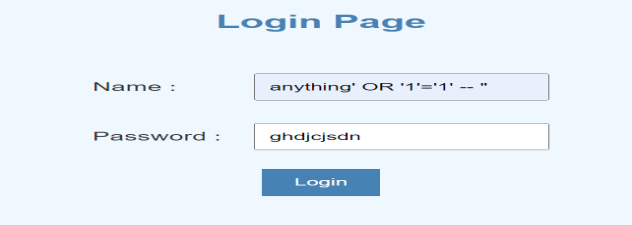 Login Page
Name : anything' OR '1'='1' -- "
Password : ghdjcjsdn
Login